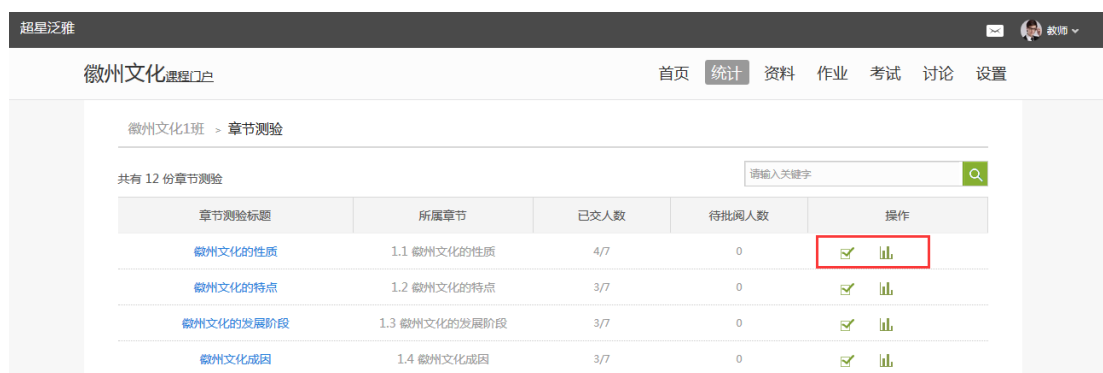 超星泛雅 教师
徽州文化课程门户 首页 统计 资料 作业 考试 讨论 设置
徽州文化1班 > 章节测验
共有 12 份章节测验 请输入关键字
章节测验标题 所属章节 已交人数 待批阅人数 操作
徽州文化的性质 1.1 徽州文化的性质 4/7 0
徽州文化的特点 1.2 徽州文化的特点 3/7 0
徽州文化的发展阶段 1.3 徽州文化的发展阶段 3/7 0
徽州文化成因 1.4 徽州文化成因 3/7 0